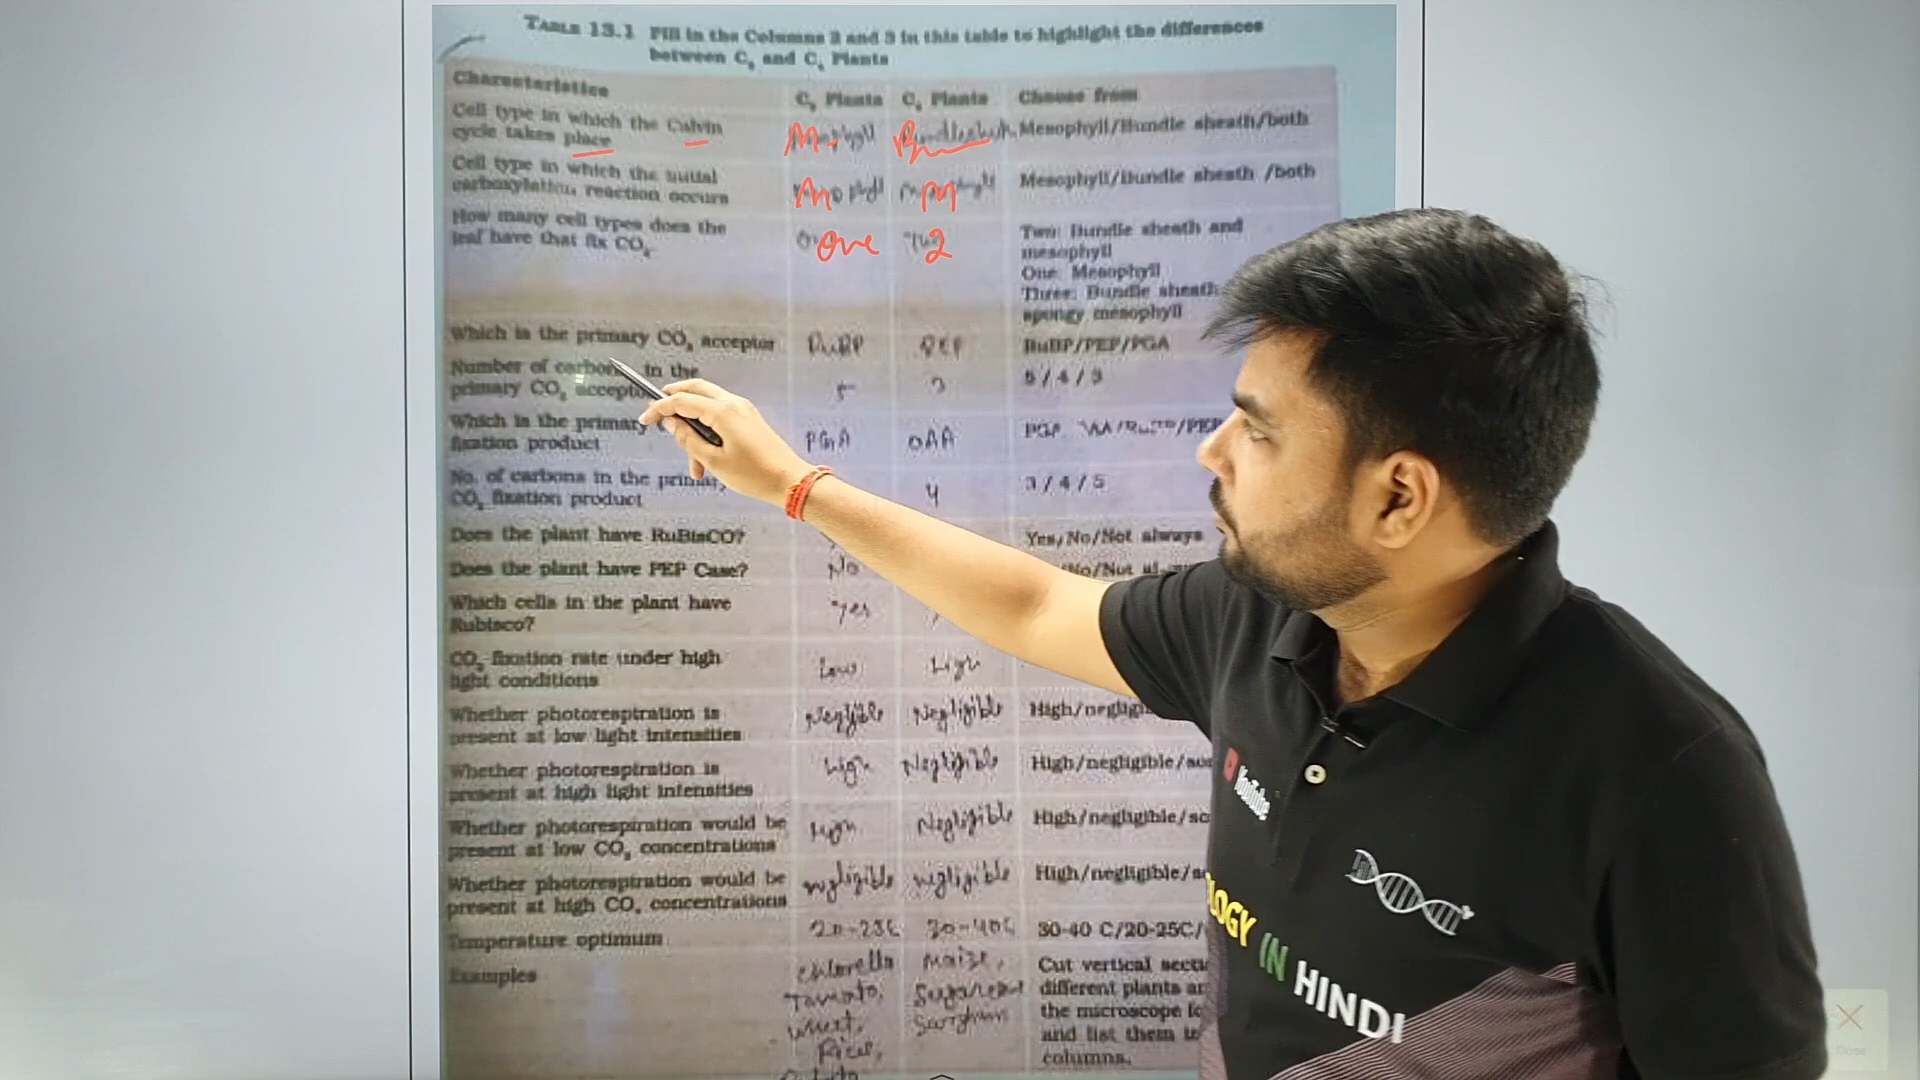 TABLE 13.1 Fill in the Columns 2 and 3 in this table to highlight the differences
between C3 and C4 Plants
Characteristics C3 Plants C4 Plants Choose from
Cell type in which the Calvin
cycle takes place
Mesophyll/Bundle sheath/both
Cell type in which the initial
carboxylation reaction occurs
M M Mesophyll/Bundle sheath /both
How many cell types does the
leaf have that fix CO2
One 2 Two: Bundle sheath and
mesophyll
One: Mesophyll
Three: Bundle sheath
spongy mesophyll
Which is the primary CO2 acceptor RuBP PEP RuBP/PEP/PGA
Number of carbons in the
primary CO2
5 3 5 / 4 / 3
Which is the primary
fixation product
PGA OAA
No. of carbons in the
CO2 fixation product
4 3 / 4 / 5
Does the plant have RuBisCO? Yes/No/Not always
Does the plant have PEP Case? No
Which cells in the plant have
Rubisco?
Yes
CO2 fixation rate under high
light conditions
Low High
Whether photorespiration is
present at low light intensities
Negligible Negligible
Whether photorespiration is
present at high light intensities
High Negligible
Whether photorespiration would be
present at low CO2 concentrations
High Negligible
Whether photorespiration would be
present at high CO2 concentrations
negligible negligible
Temperature optimum 20-25C 30-40C 30-40 C/20-25C/
Examples
Chlorella
Tomato,
Wheat,
Rice,
Maize,
Sorghum
Cut vertical
different plants
the microscope
and list them
columns.
YouTube
IN HINDI
Close